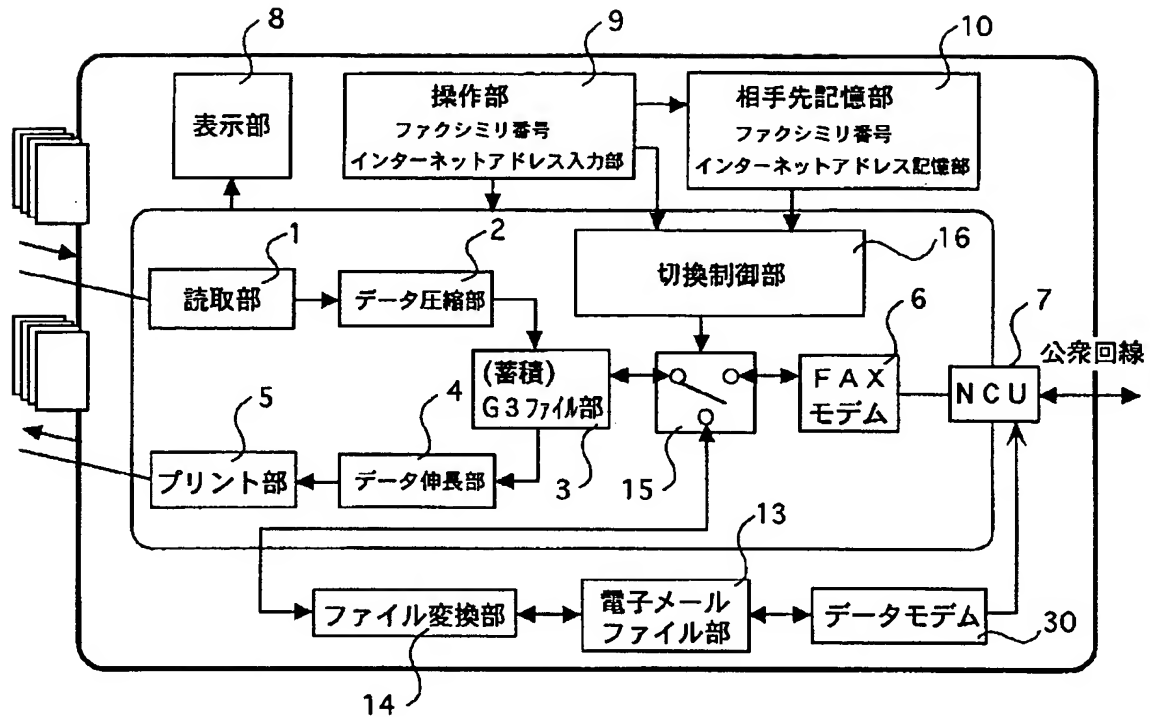 8
9
10
表示部
操作部
ファクシミリ番号
インターネットアドレス入力部
相手先記憶部
ファクシミリ番号
インターネットアドレス記憶部
1
2
16
読取部
データ圧縮部
切換制御部
6
7
公衆回線
(蓄積)
G3ファイル部
FAX
モデム
NCU
5
4
プリント部
データ伸長部
3
15
13
ファイル変換部
電子メール
ファイル部
データモデム
30
14